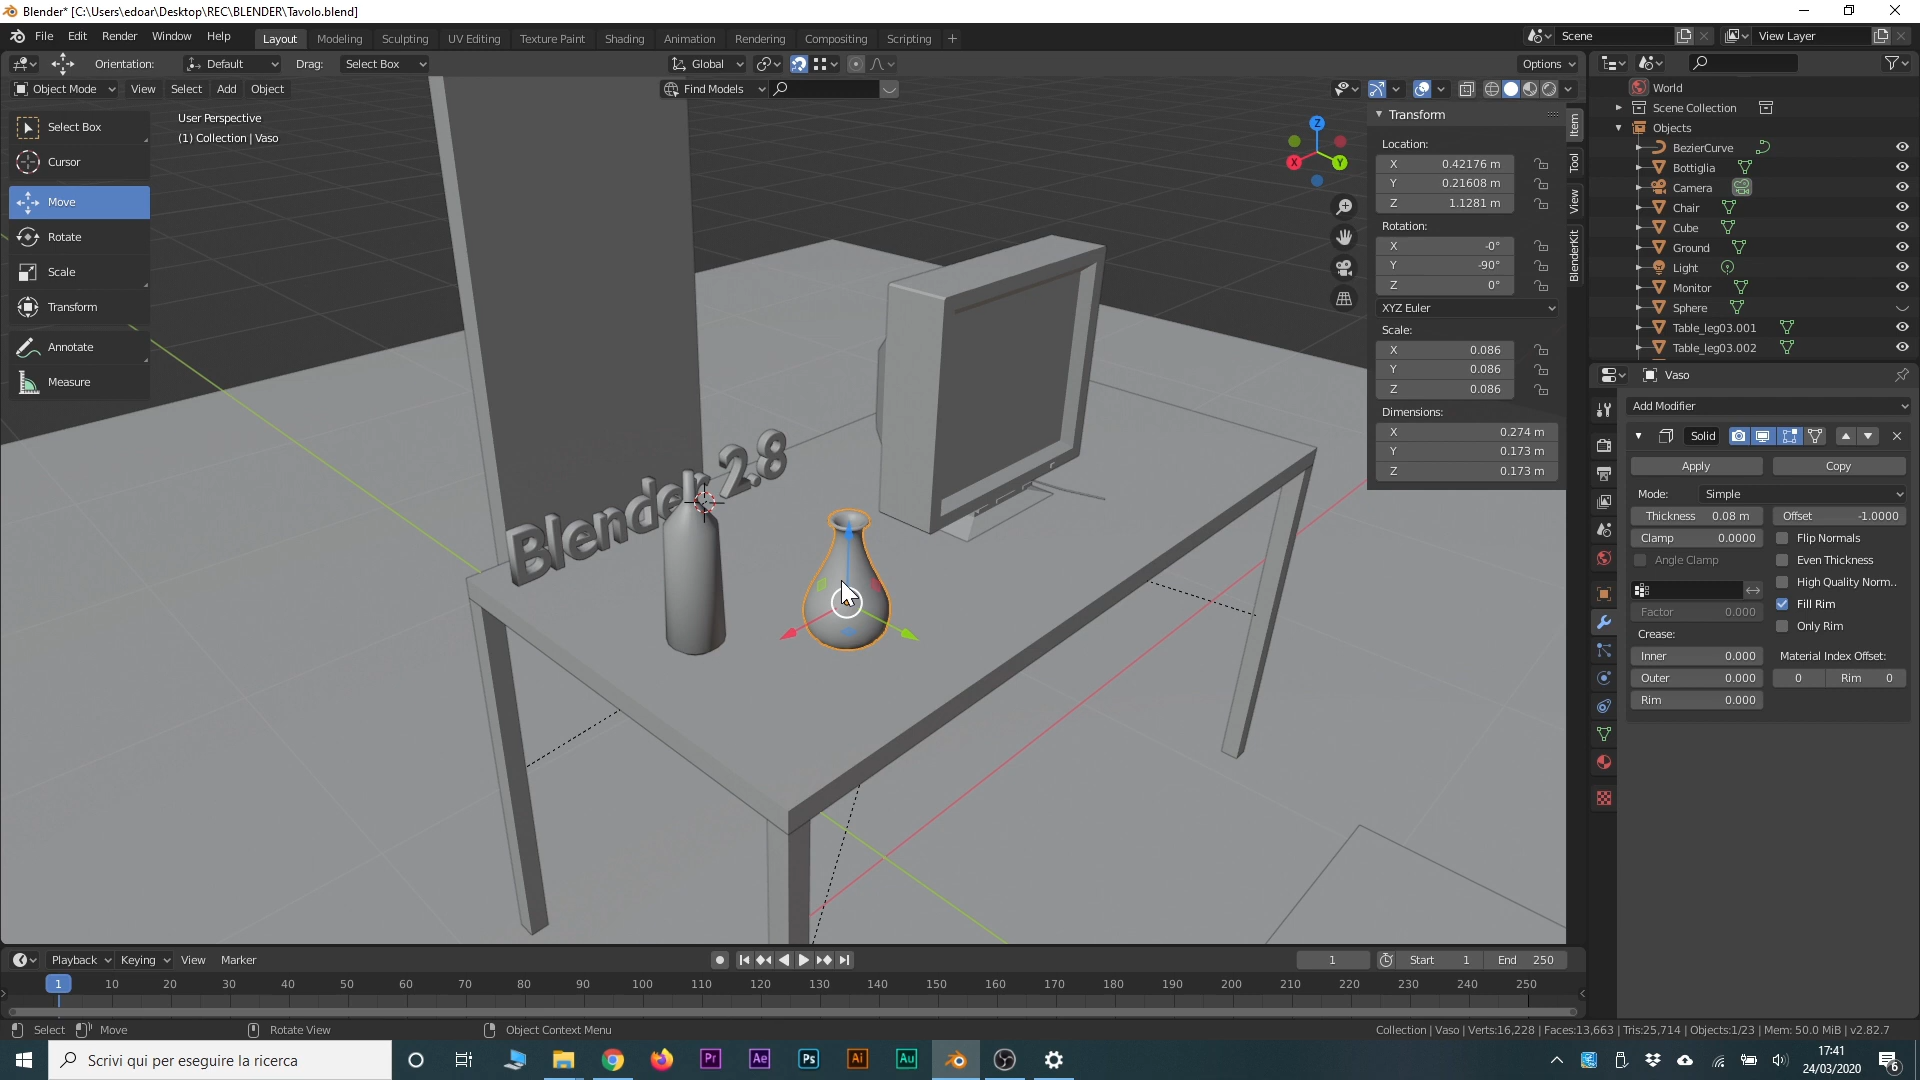 Blender* [C:\Users\edoar\Desktop\REC\BLENDER\Tavolo.blend]
File Edit Render Window Help Layout Modeling Sculpting UV Editing Texture Paint Shading Animation Rendering Compositing Scripting + Scene View Layer
Orientation: Default Drag: Select Box Global Options
Object Mode View Select Add Object Find Models
User Perspective
(1) Collection | Vaso
Select Box
Cursor
Move
Rotate
Scale
Transform
Annotate
Measure
Blender 2.8
Z
X
Y
Transform
Location:
X 0.42176 m
Y 0.21608 m
Z 1.1281 m
Rotation:
X -0°
Y -90°
Z 0°
XYZ Euler
Scale:
X 0.086
Y 0.086
Z 0.086
Dimensions:
X 0.274 m
Y 0.173 m
Z 0.173 m
Item
Tool
View
BlenderKit
World
Scene Collection
Objects
BezierCurve
Bottiglia
Camera
Chair
Cube
Ground
Light
Monitor
Sphere
Table_leg03.001
Table_leg03.002
Vaso
Add Modifier
Solid
Apply Copy
Mode: Simple
Thickness 0.08 m Offset -1.0000
Clamp 0.0000 Flip Normals
Angle Clamp Even Thickness
High Quality Norm..
Factor 0.000 Fill Rim
Crease: Only Rim
Inner 0.000 Material Index Offset:
Outer 0.000 0 Rim 0
Rim 0.000
Playback Keying View Marker 1 Start 1 End 250
1 10 20 30 40 50 60 70 80 90 100 110 120 130 140 150 160 170 180 190 200 210 220 230 240 250
Select Move Rotate View Object Context Menu Collection | Vaso | Verts:16,228 | Faces:13,663 | Tris:25,714 | Objects:1/23 | Mem: 50.0 MiB | v2.82.7
Scrivi qui per eseguire la ricerca Pr Ae Ps Ai Au 17:41
24/03/2020 6